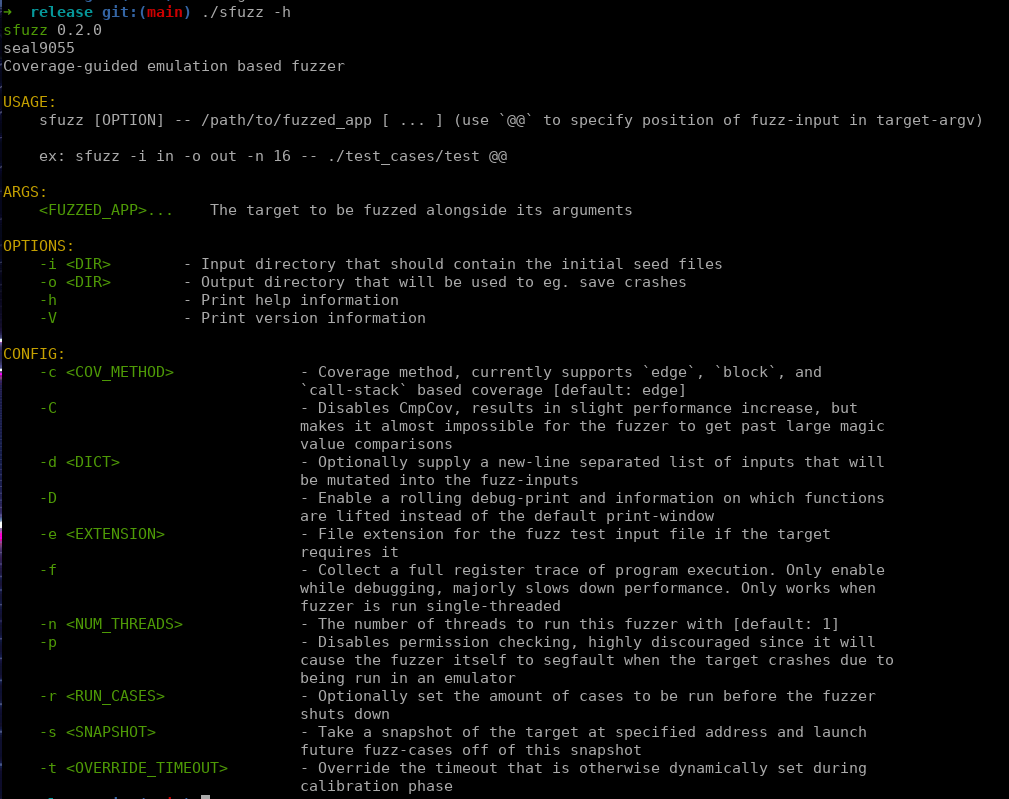 ➜  release git:(main) ./sfuzz -h
sfuzz 0.2.0
seal9055
Coverage-guided emulation based fuzzer
USAGE:
sfuzz [OPTION] -- /path/to/fuzzed_app [ ... ] (use `@@` to specify position of fuzz-input in target-argv)
ex: sfuzz -i in -o out -n 16 -- ./test_cases/test @@
ARGS:
<FUZZED_APP>...    The target to be fuzzed alongside its arguments
OPTIONS:
-i <DIR>        - Input directory that should contain the initial seed files
-o <DIR>        - Output directory that will be used to eg. save crashes
-h              - Print help information
-V              - Print version information
CONFIG:
-c <COV_METHOD>              - Coverage method, currently supports `edge`, `block`, and
`call-stack` based coverage [default: edge]
-C                           - Disables CmpCov, results in slight performance increase, but
makes it almost impossible for the fuzzer to get past large magic
value comparisons
-d <DICT>                    - Optionally supply a new-line separated list of inputs that will
be mutated into the fuzz-inputs
-D                           - Enable a rolling debug-print and information on which functions
are lifted instead of the default print-window
-e <EXTENSION>               - File extension for the fuzz test input file if the target
requires it
-f                           - Collect a full register trace of program execution. Only enable
while debugging, majorly slows down performance. Only works when
fuzzer is run single-threaded
-n <NUM_THREADS>             - The number of threads to run this fuzzer with [default: 1]
-p                           - Disables permission checking, highly discouraged since it will
cause the fuzzer itself to segfault when the target crashes due to
being run in an emulator
-r <RUN_CASES>               - Optionally set the amount of cases to be run before the fuzzer
shuts down
-s <SNAPSHOT>                - Take a snapshot of the target at specified address and launch
future fuzz-cases off of this snapshot
-t <OVERRIDE_TIMEOUT>        - Override the timeout that is otherwise dynamically set during
calibration phase